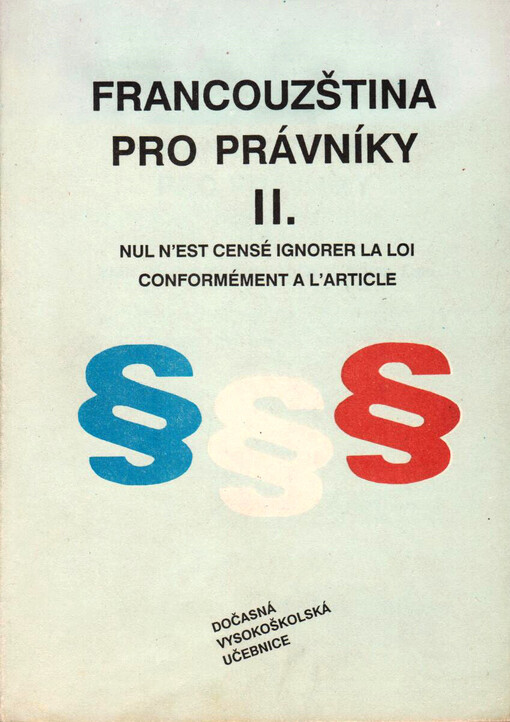 FRANCOUZŠTINA
PRO PRÁVNÍKY
II.
NUL N'EST CENSÉ IGNORER LA LOI
CONFORMÉMENT A L'ARTICLE
§ § §
DOČASNÁ
VYSOKOŠKOLSKÁ
UČEBNICE